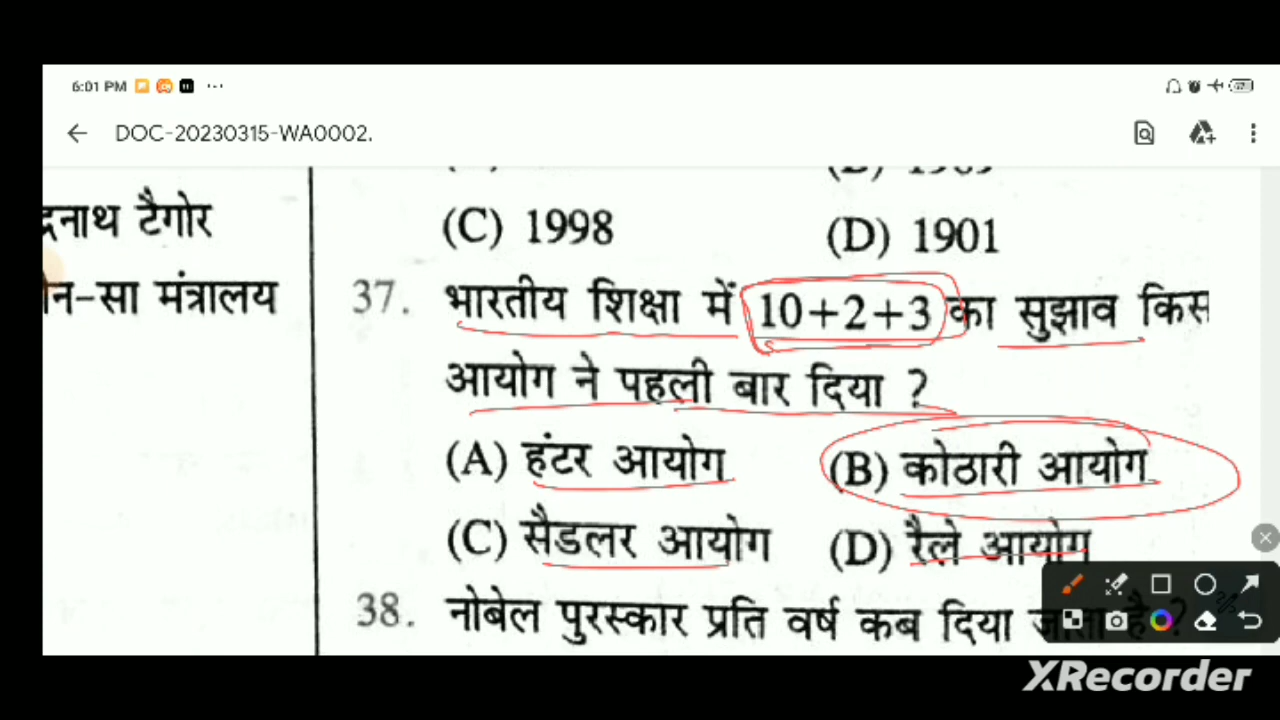 6:01 PM
DOC-20230315-WA0002.
द्रनाथ टैगोर
(C) 1998 (D) 1901
न-सा मंत्रालय
37. भारतीय शिक्षा में 10+2+3 का सुझाव किस
आयोग ने पहली बार दिया ?
(A) हंटर आयोग (B) कोठारी आयोग
(C) सैडलर आयोग (D) रैले आयोग
38. नोबेल पुरस्कार प्रति वर्ष कब दिया जाता है ?
XRecorder